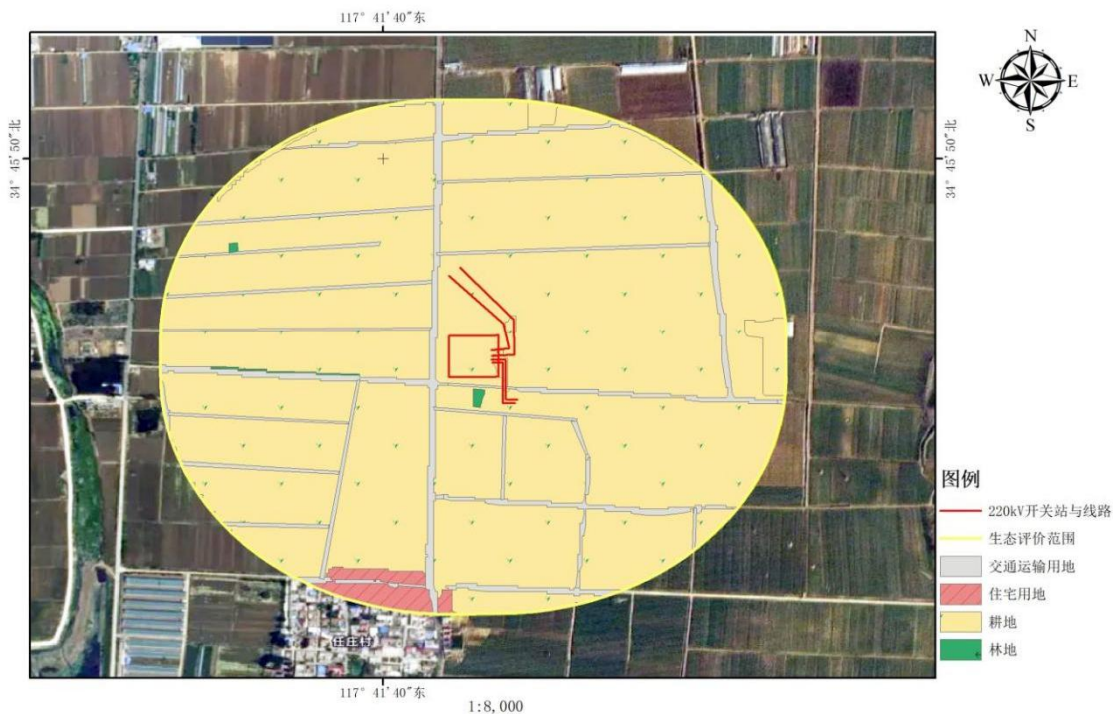 117° 41′40″东
N
W
E
S
34° 45′50″北
34° 45′50″北
图例
220kV开关站与线路
生态评价范围
交通运输用地
住宅用地
耕地
林地
任庄村
117° 41′40″东
1:8,000